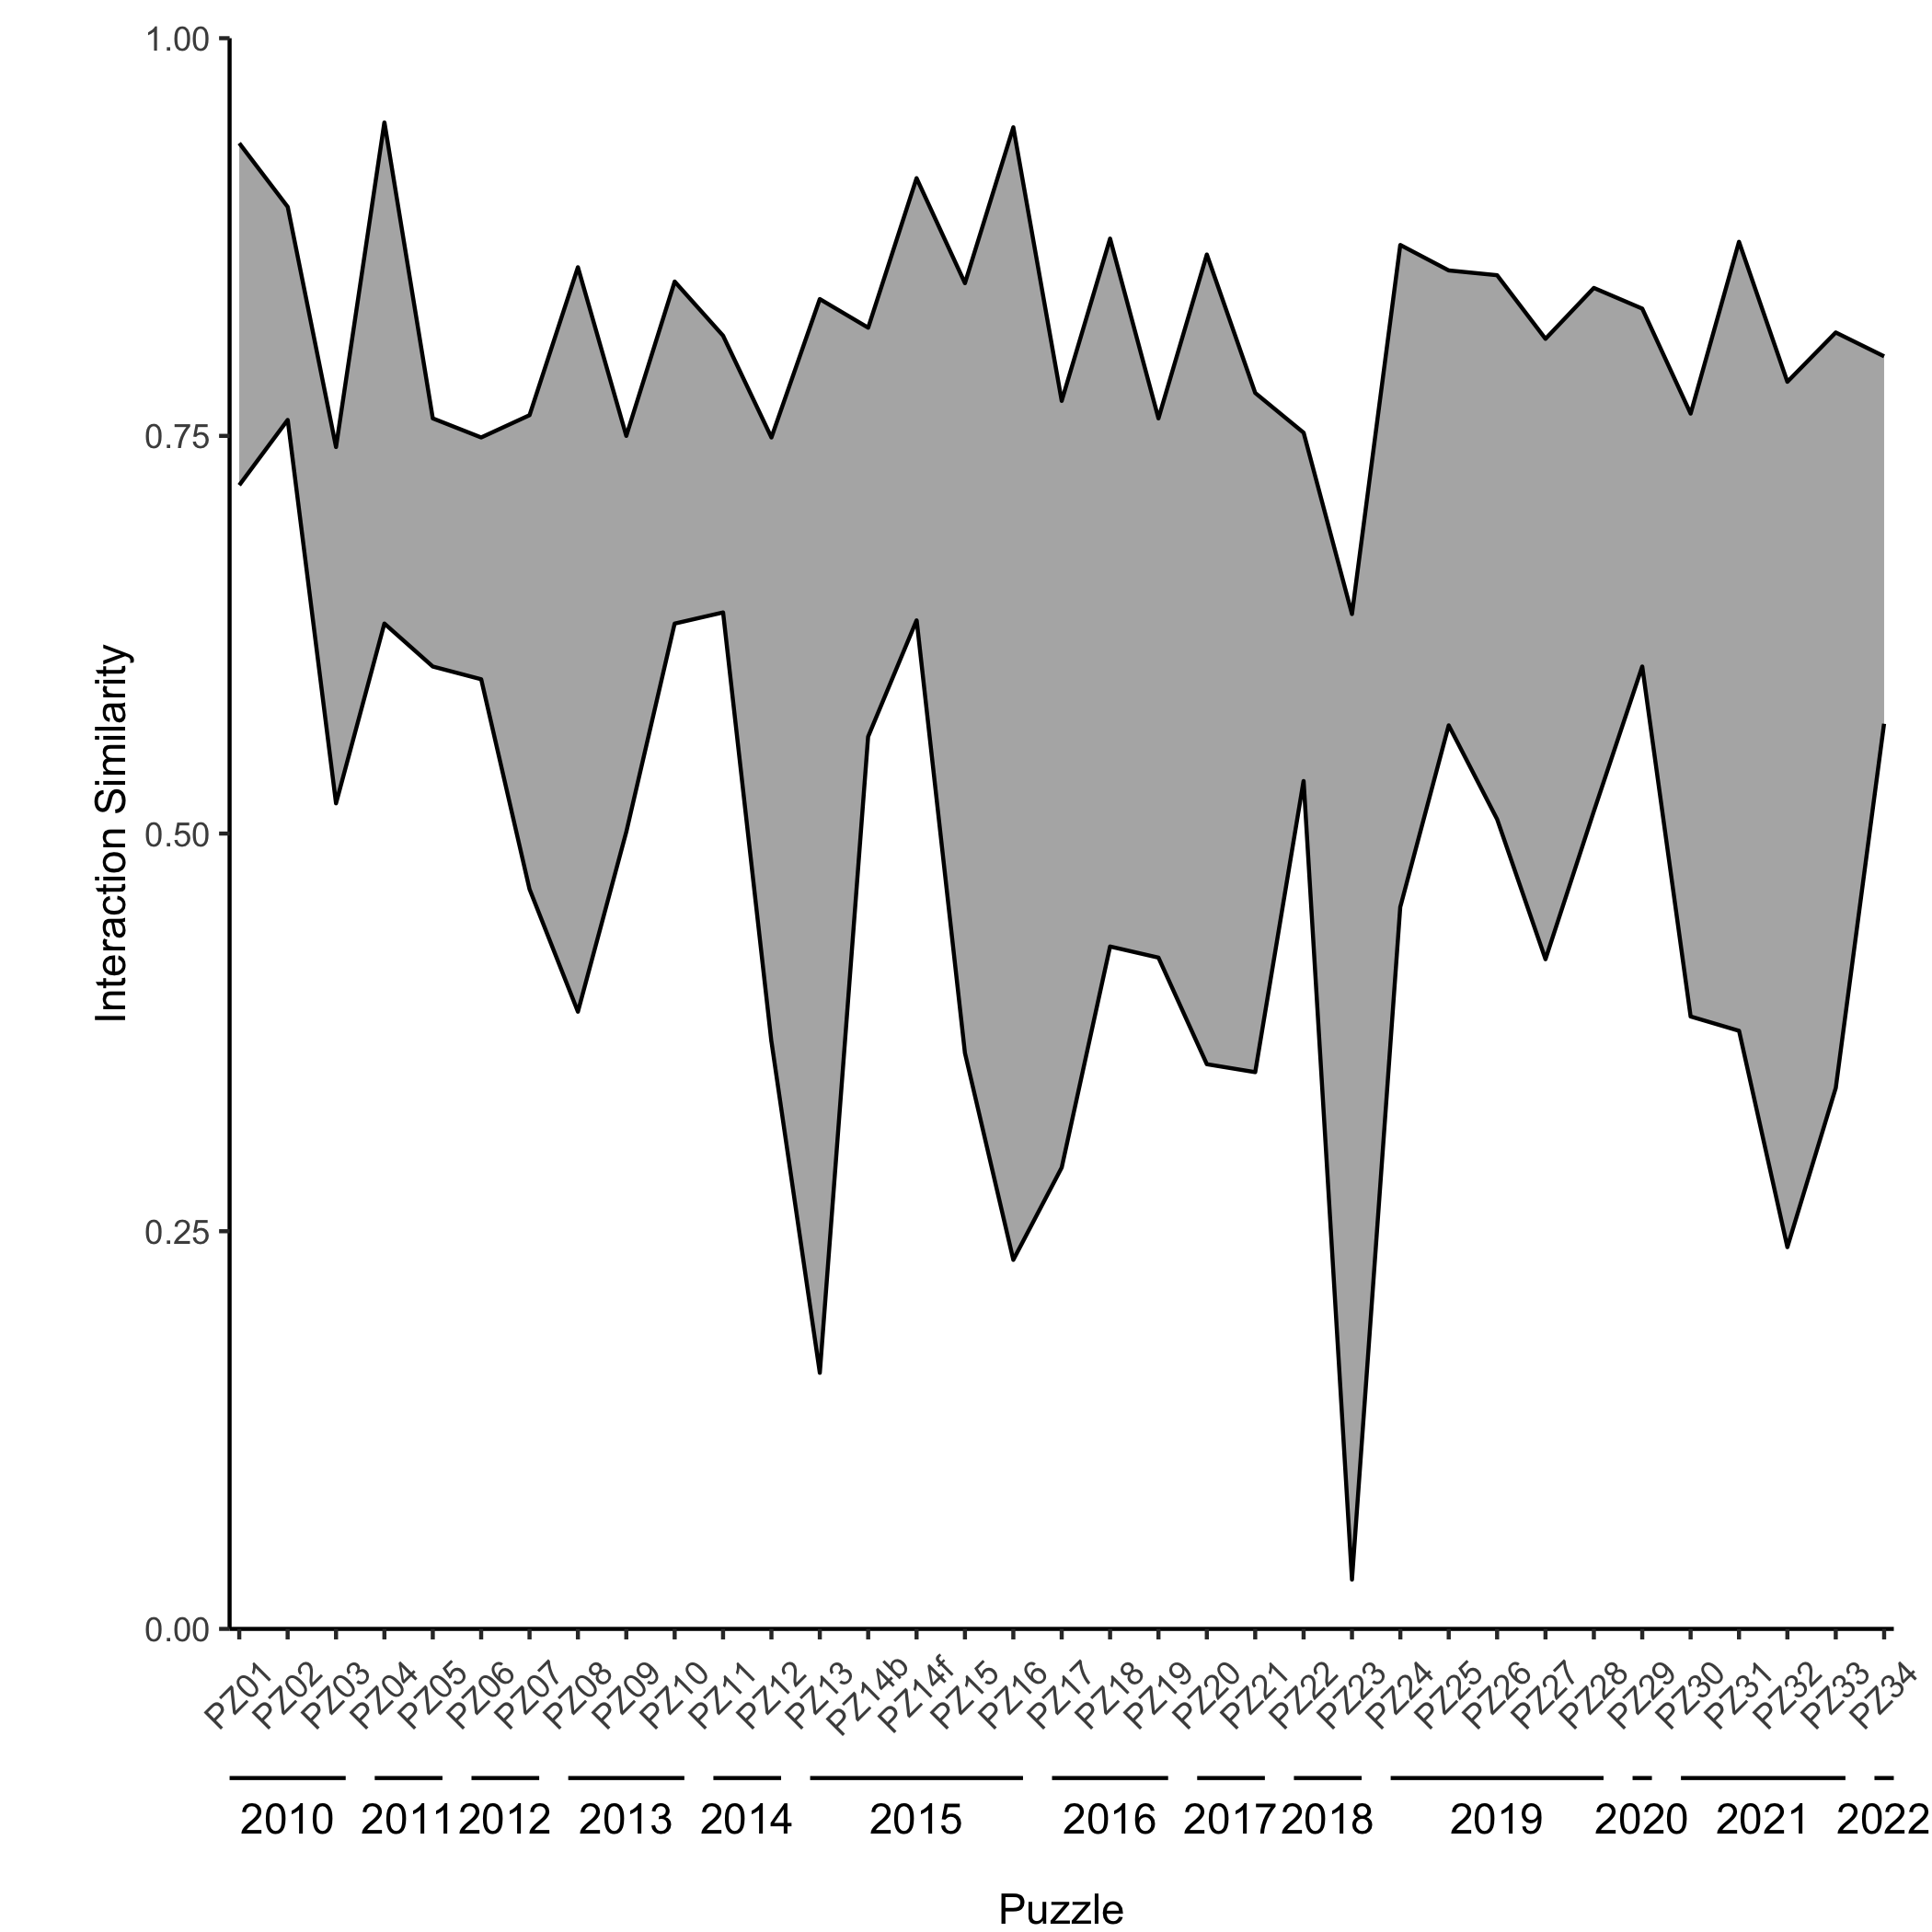 1.00
0.75
0.50
0.25
0.00
Interaction Similarity
PZ01 PZ02 PZ03 PZ04 PZ05 PZ06 PZ07 PZ08 PZ09 PZ10 PZ11 PZ12 PZ13 PZ14b PZ14f PZ15 PZ16 PZ17 PZ18 PZ19 PZ20 PZ21 PZ22 PZ23 PZ24 PZ25 PZ26 PZ27 PZ28 PZ29 PZ30 PZ31 PZ32 PZ33 PZ34
2010 2011 2012 2013 2014 2015 2016 2017 2018 2019 2020 2021 2022
Puzzle